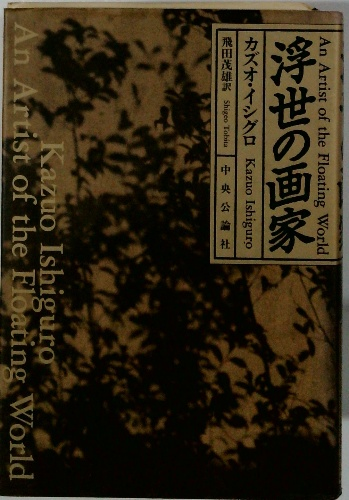 An Artist of the Floating World
浮世の画家
カズオ・イシグロ Kazuo Ishiguro
飛田茂雄訳 Shigeo Tobita
中央公論社
Kazuo Ishiguro
An Artist of the Floating World